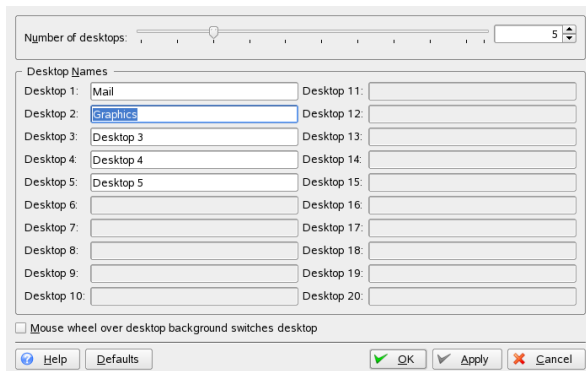 Number of desktops: 5
Desktop Names
Desktop 1: Mail Desktop 11:
Desktop 2: Graphics Desktop 12:
Desktop 3: Desktop 3 Desktop 13:
Desktop 4: Desktop 4 Desktop 14:
Desktop 5: Desktop 5 Desktop 15:
Desktop 6: Desktop 16:
Desktop 7: Desktop 17:
Desktop 8: Desktop 18:
Desktop 9: Desktop 19:
Desktop 10: Desktop 20:
Mouse wheel over desktop background switches desktop
Help Defaults OK Apply Cancel